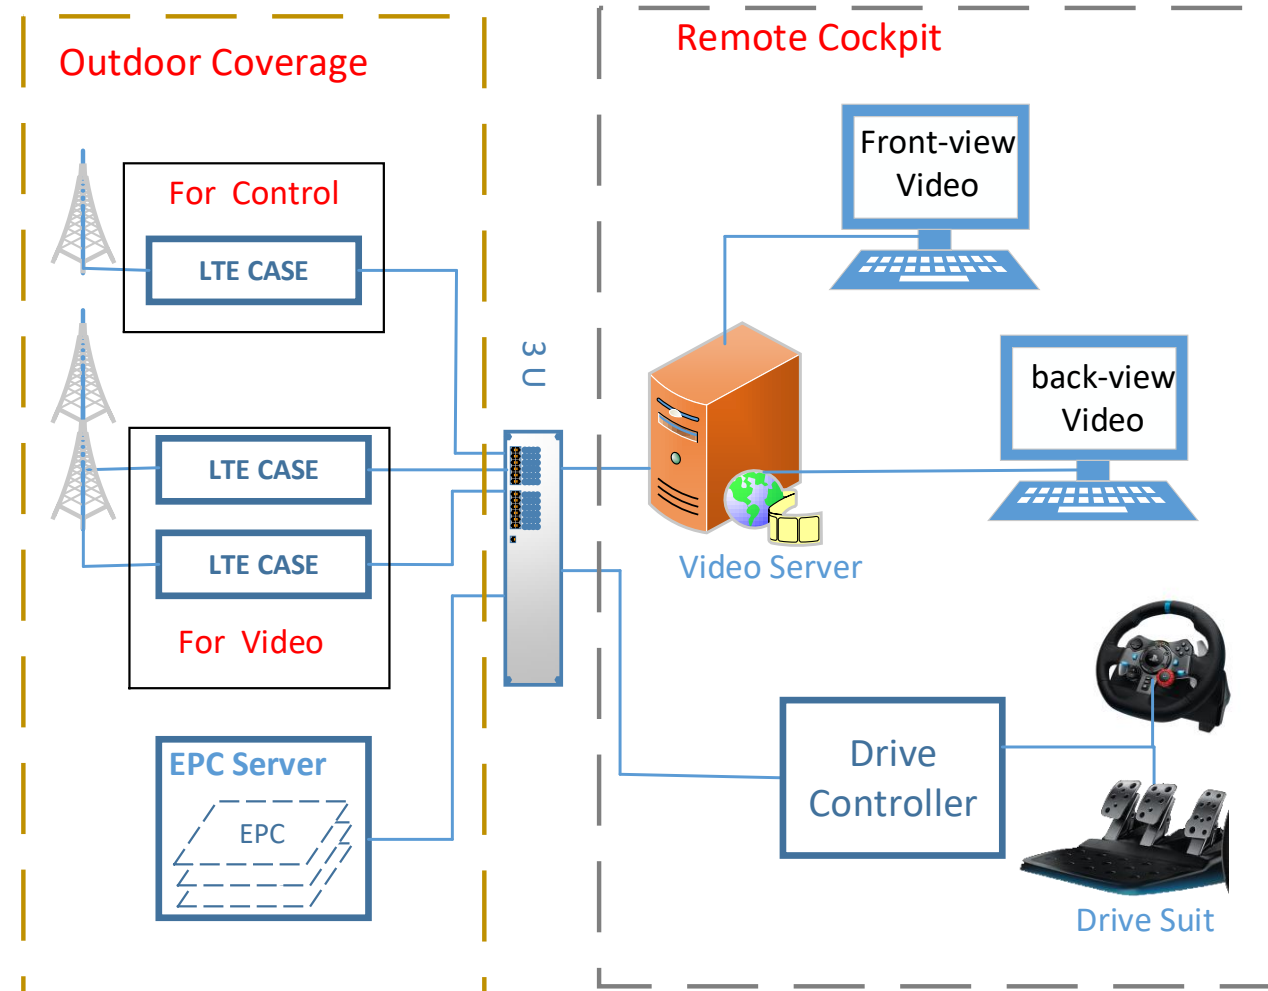 Outdoor Coverage
For Control
LTE CASE
LTE CASE
LTE CASE
For Video
EPC Server
EPC
3 U
Remote Cockpit
Front-view
Video
back-view
Video
Video Server
Drive
Controller
Drive Suit